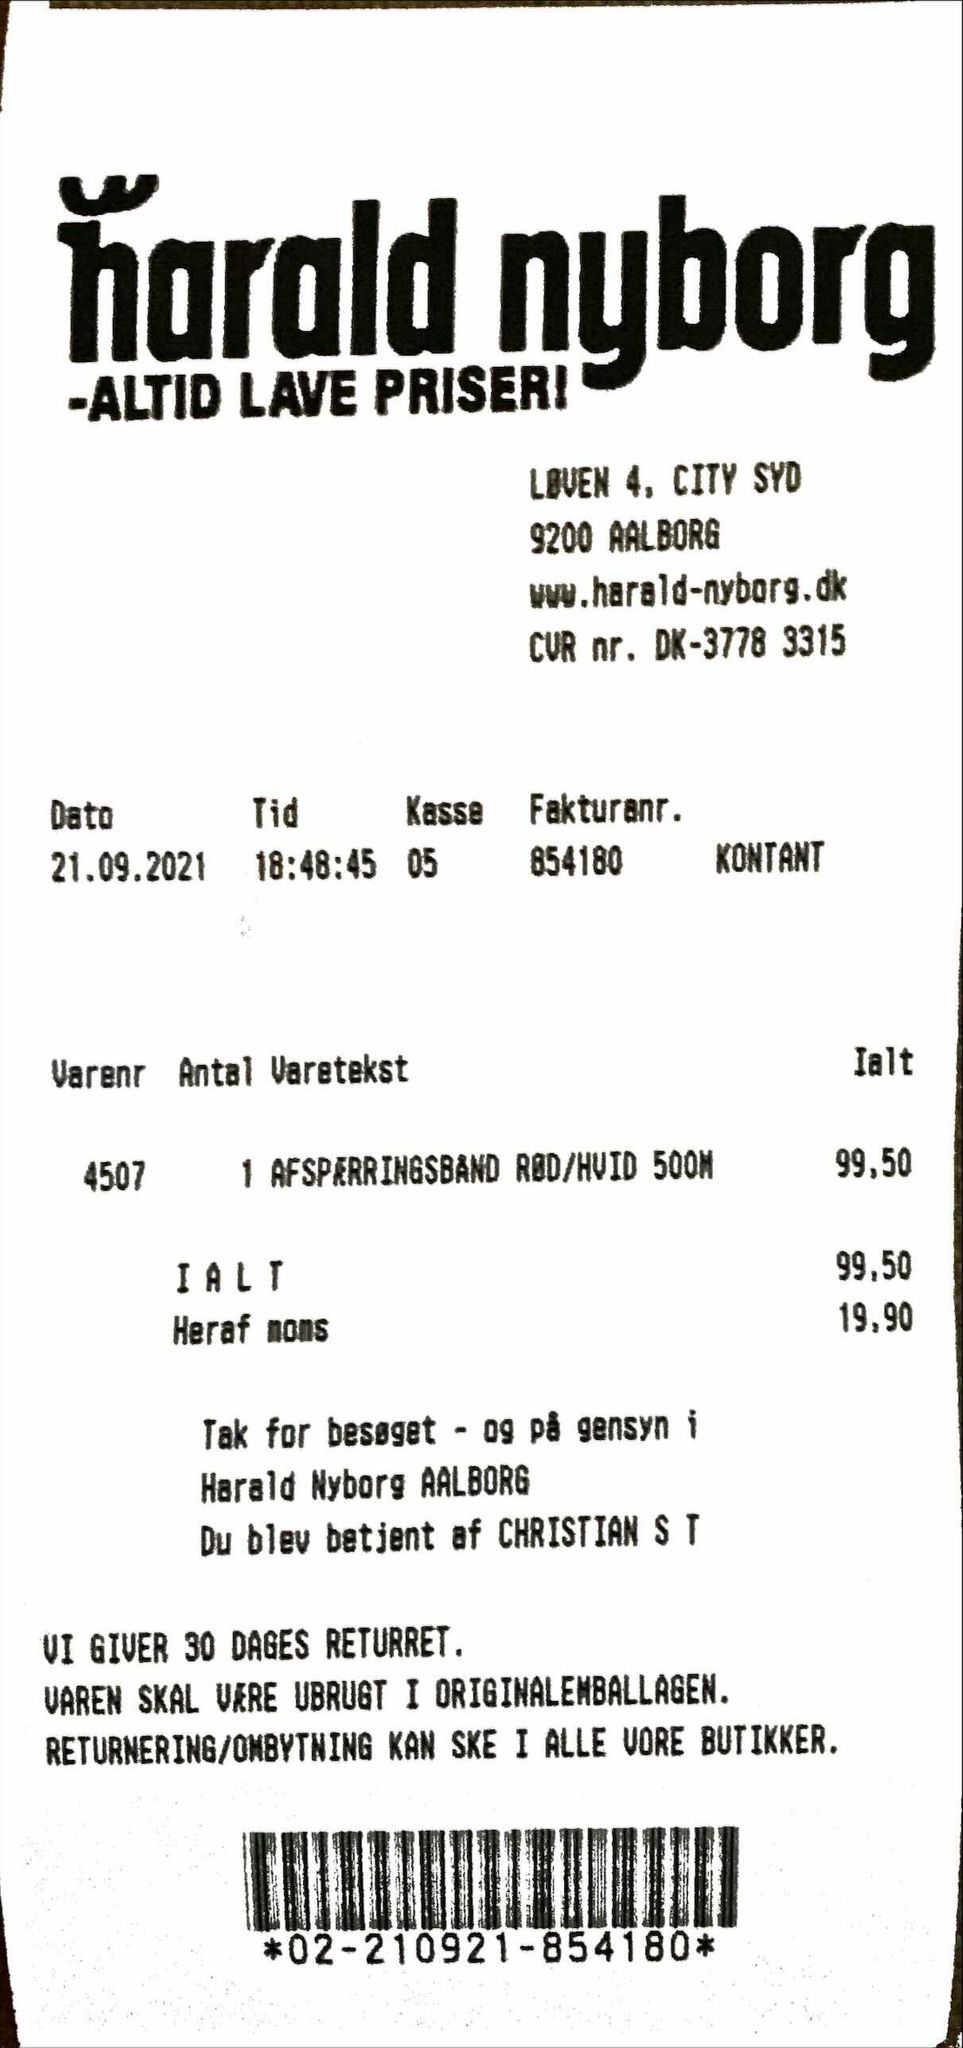 harald nyborg
-ALTID LAVE PRISER!
LØVEN 4, CITY SYD
9200 AALBORG
www.harald-nyborg.dk
CVR nr. DK-3778 3315
Dato Tid Kasse Fakturanr.
21.09.2021 18:48:45 05 854180 KONTANT
Varenr Antal Varetekst Ialt
4507 1 AFSPÆRRINGSBÅND RØD/HVID 500M 99,50
I A L T 99,50
Heraf moms 19,90
Tak for besøget - og på gensyn i
Harald Nyborg AALBORG
Du blev betjent af CHRISTIAN S T
VI GIVER 30 DAGES RETURRET.
VAREN SKAL VÆRE UBRUGT I ORIGINALEMBALLAGEN.
RETURNERING/OMBYTNING KAN SKE I ALLE VORE BUTIKKER.
*02-210921-854180*